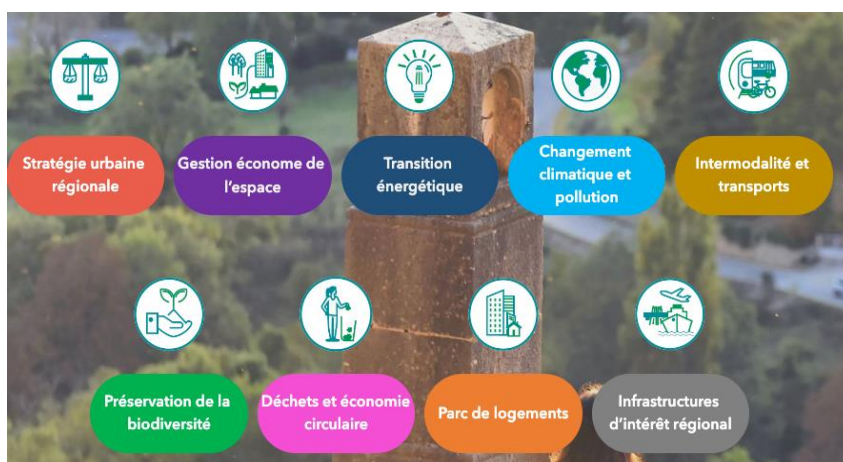 Stratégie urbaine
régionale
Gestion économe de
l'espace
Transition
énergétique
Changement
climatique et
pollution
Intermodalité et
transports
Préservation de la
biodiversité
Déchets et économie
circulaire
Parc de logements
Infrastructures
d'intérêt régional